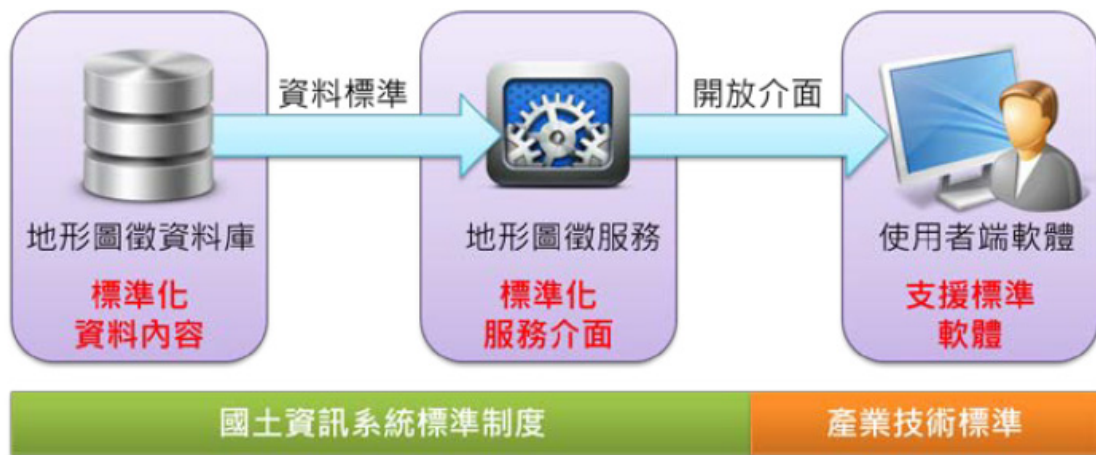 資料標準
開放介面
地形圖徵資料庫
地形圖徵服務
使用者端軟體
標準化
資料內容
標準化
服務介面
支援標準
軟體
國土資訊系統標準制度
產業技術標準